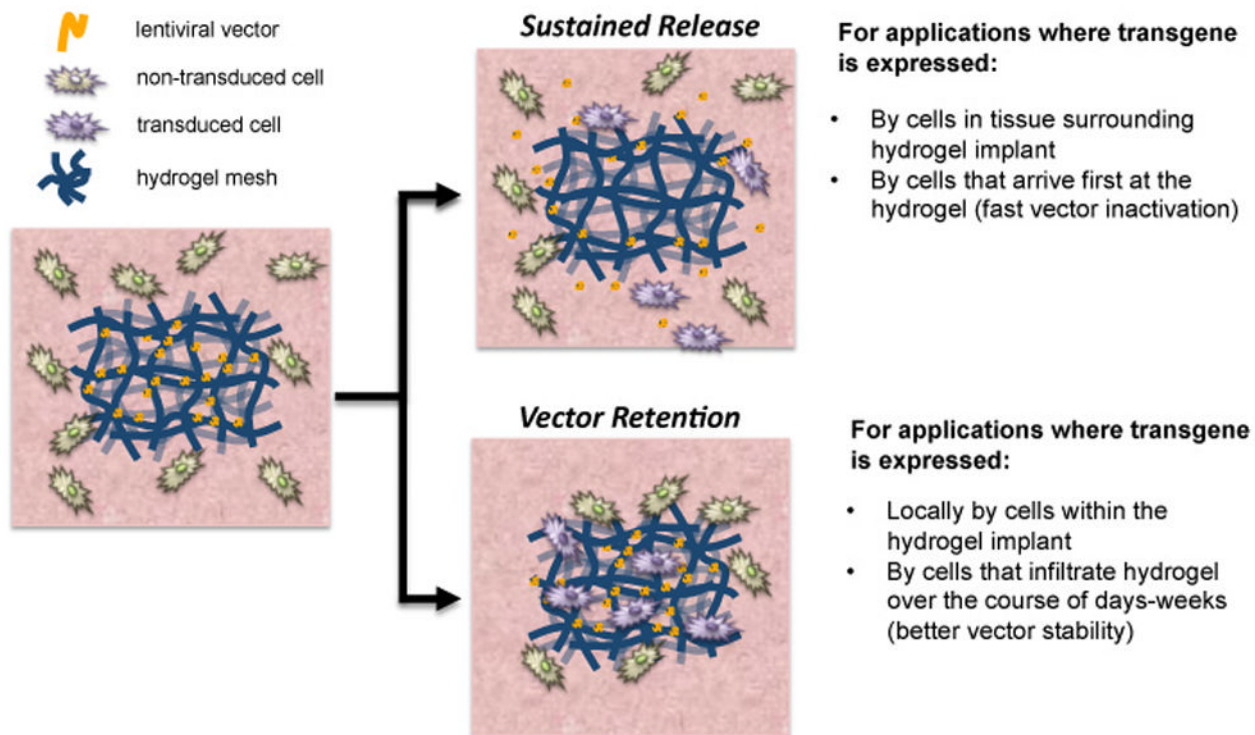 lentiviral vector
non-transduced cell
transduced cell
hydrogel mesh
Sustained Release
For applications where transgene
is expressed:
• By cells in tissue surrounding
hydrogel implant
• By cells that arrive first at the
hydrogel (fast vector inactivation)
Vector Retention
For applications where transgene
is expressed:
• Locally by cells within the
hydrogel implant
• By cells that infiltrate hydrogel
over the course of days-weeks
(better vector stability)